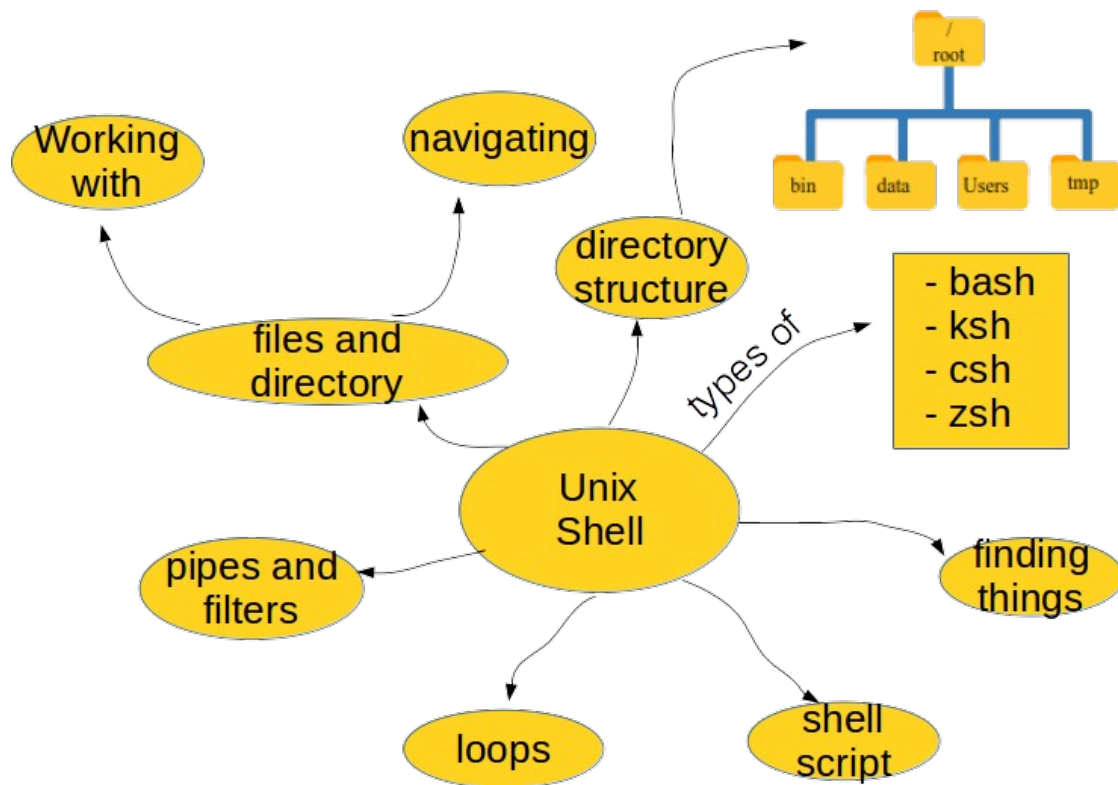 /
root
bin
data
Users
tmp
Working
with
navigating
directory
structure
types of
- bash
- ksh
- csh
- zsh
files and
directory
Unix
Shell
pipes and
filters
finding
things
loops
shell
script